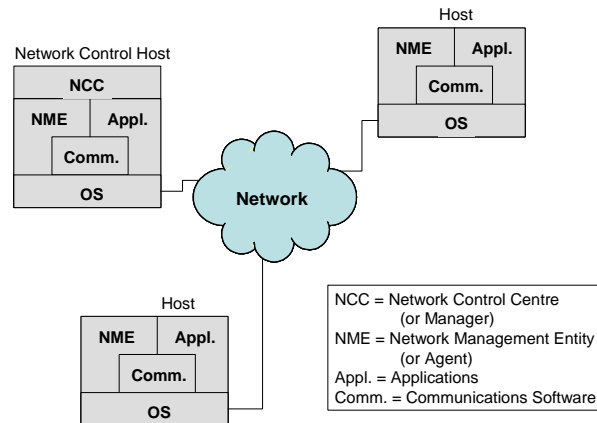 Network Control Host
NCC
NME Appl.
Comm.
OS
Host
NME Appl.
Comm.
OS
Network
Host
NME Appl.
Comm.
OS
NCC = Network Control Centre
(or Manager)
NME = Network Management Entity
(or Agent)
Appl. = Applications
Comm. = Communications Software